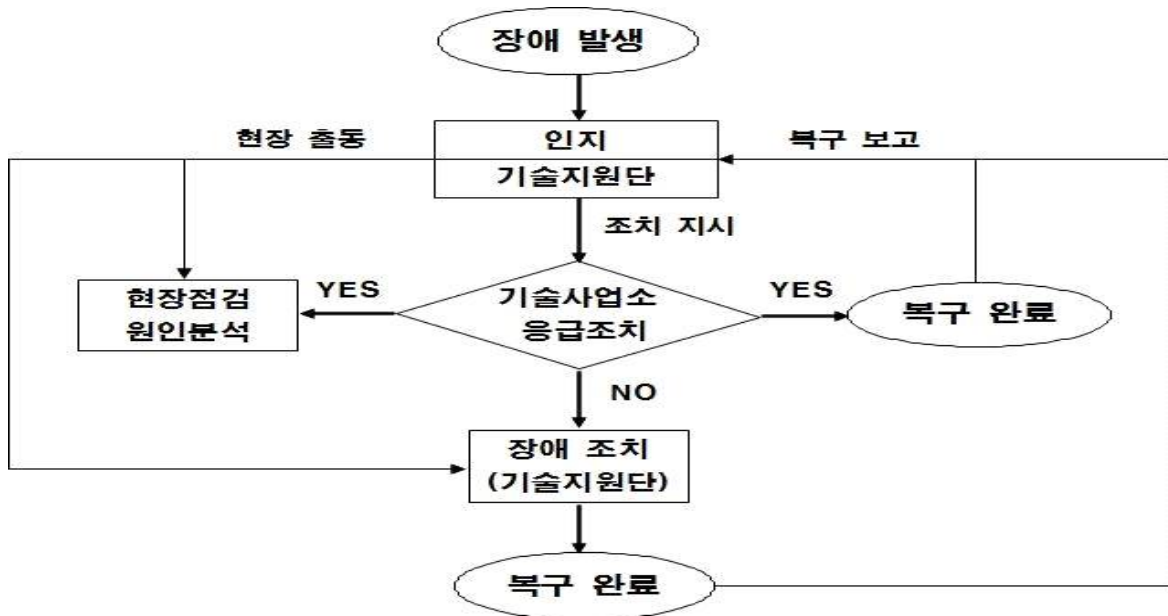 장애 발생
현장 출동
인지
복구 보고
기술지원단
조치 지시
현장점검
원인분석
YES
기술사업소
응급조치
YES
복구 완료
NO
장애 조치
(기술지원단)
복구 완료